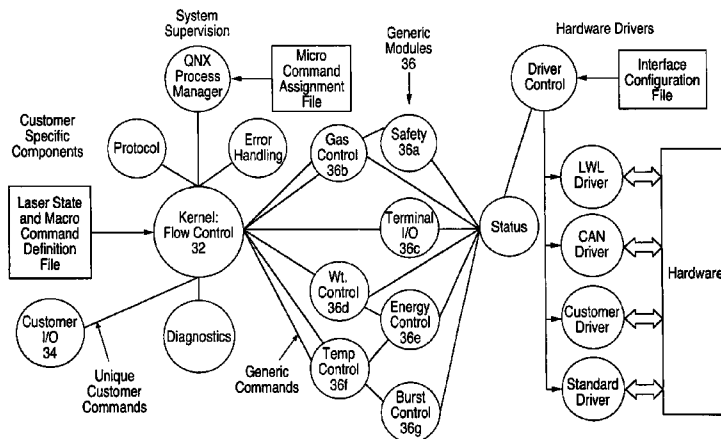 System
Supervision
QNX
Process
Manager
Micro
Command
Assignment
File
Generic
Modules
36
Hardware Drivers
Driver
Control
Interface
Configuration
File
Customer
Specific
Components
Protocol
Error
Handling
Gas
Control
36b
Safety
36a
LWL
Driver
Laser State
and Macro
Command
Definition
File
Kernel:
Flow Control
32
Terminal
I/O
36c
Status
CAN
Driver
Hardware
Wt.
Control
36d
Energy
Control
36e
Customer
Driver
Customer
I/O
34
Diagnostics
Unique
Customer
Commands
Generic
Commands
Temp
Control
36f
Burst
Control
36g
Standard
Driver